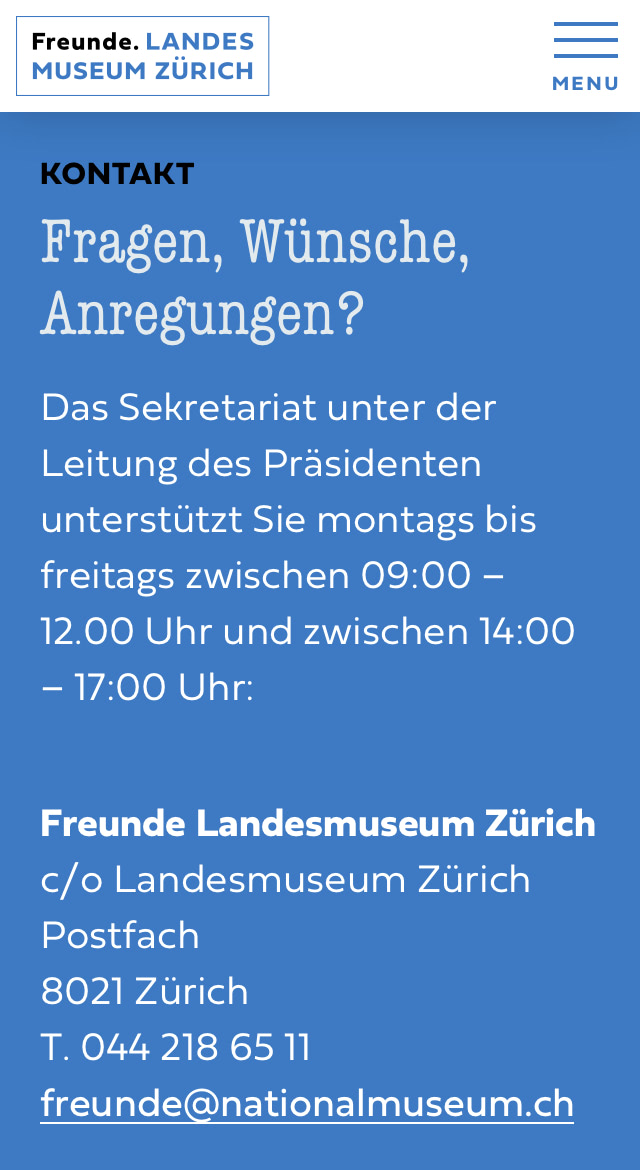 Freunde. LANDES
MUSEUM ZÜRICH
MENU
KONTAKT
Fragen, Wünsche,
Anregungen?
Das Sekretariat unter der
Leitung des Präsidenten
unterstützt Sie montags bis
freitags zwischen 09:00 –
12.00 Uhr und zwischen 14:00
– 17:00 Uhr:
Freunde Landesmuseum Zürich
c/o Landesmuseum Zürich
Postfach
8021 Zürich
T. 044 218 65 11
freunde@nationalmuseum.ch